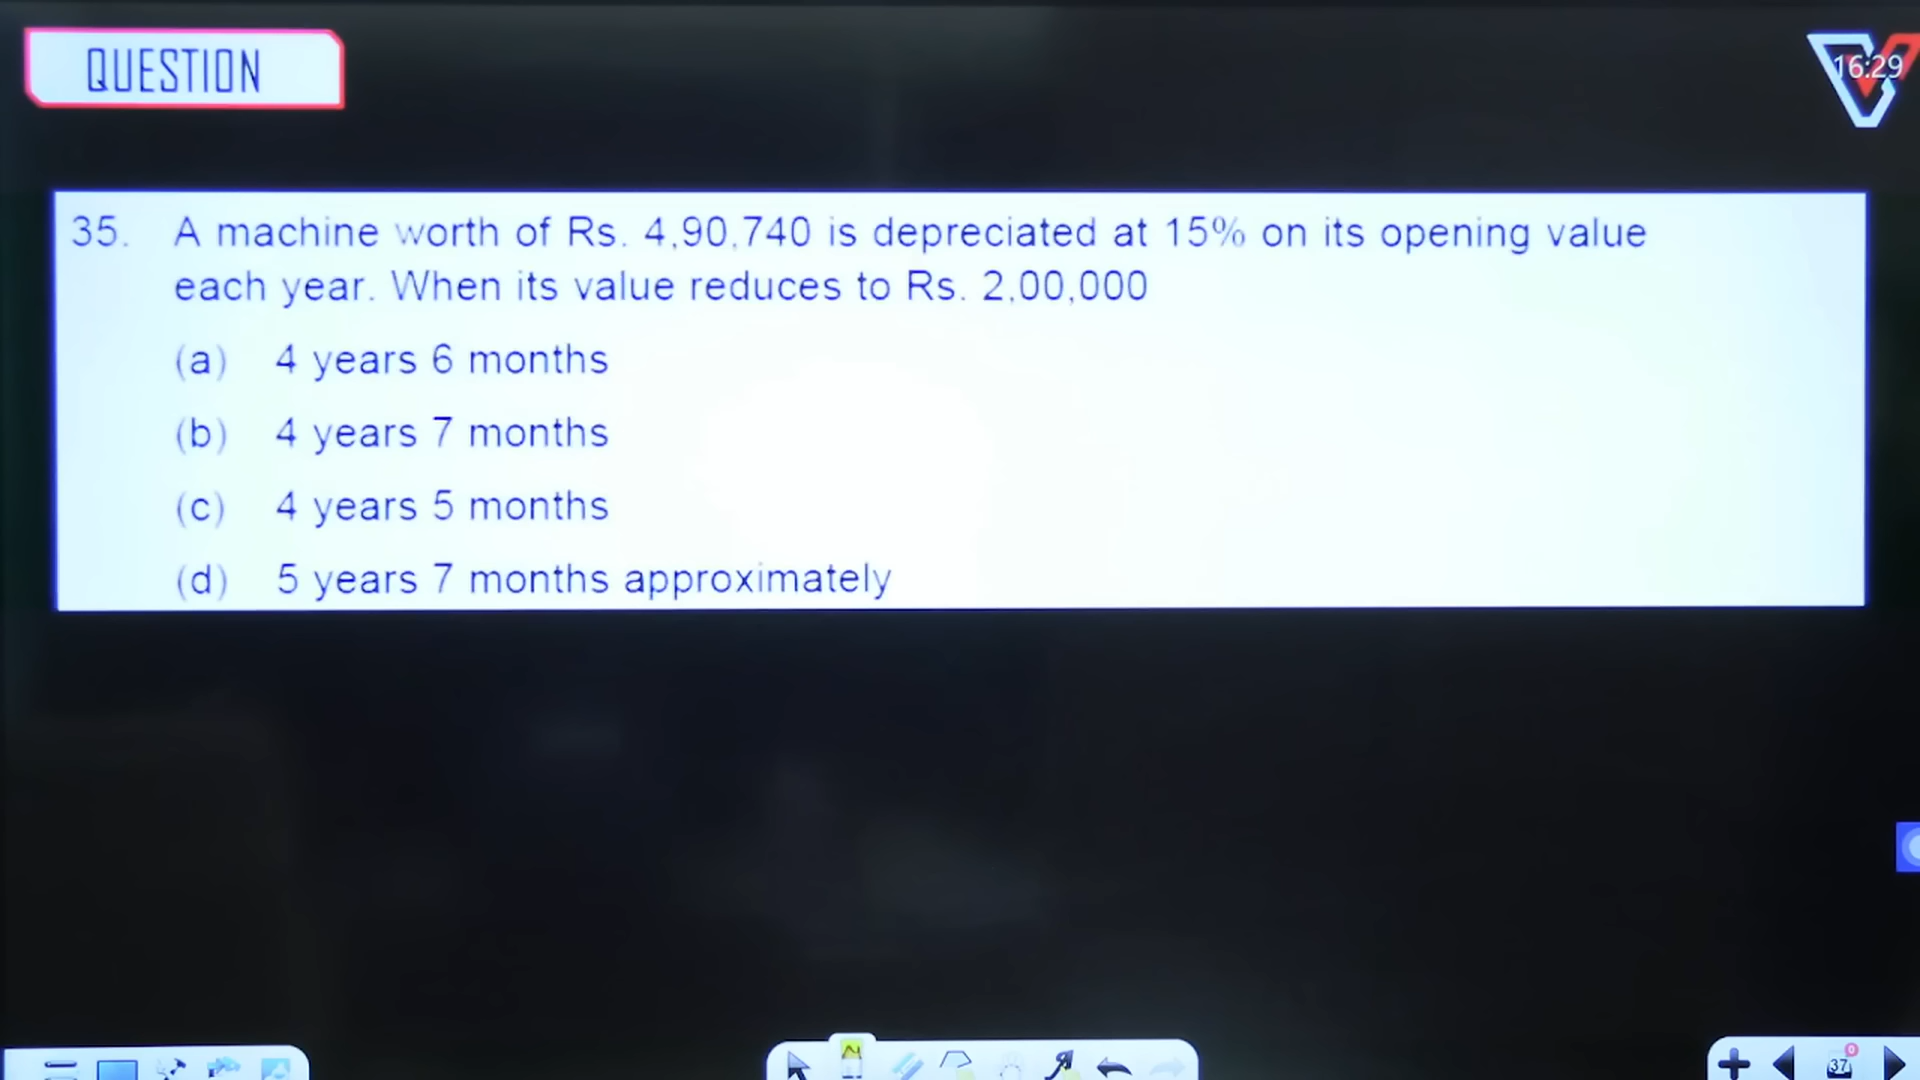 QUESTION
16:29
35. A machine worth of Rs. 4,90,740 is depreciated at 15% on its opening value
each year. When its value reduces to Rs. 2,00,000
(a) 4 years 6 months
(b) 4 years 7 months
(c) 4 years 5 months
(d) 5 years 7 months approximately
37
0